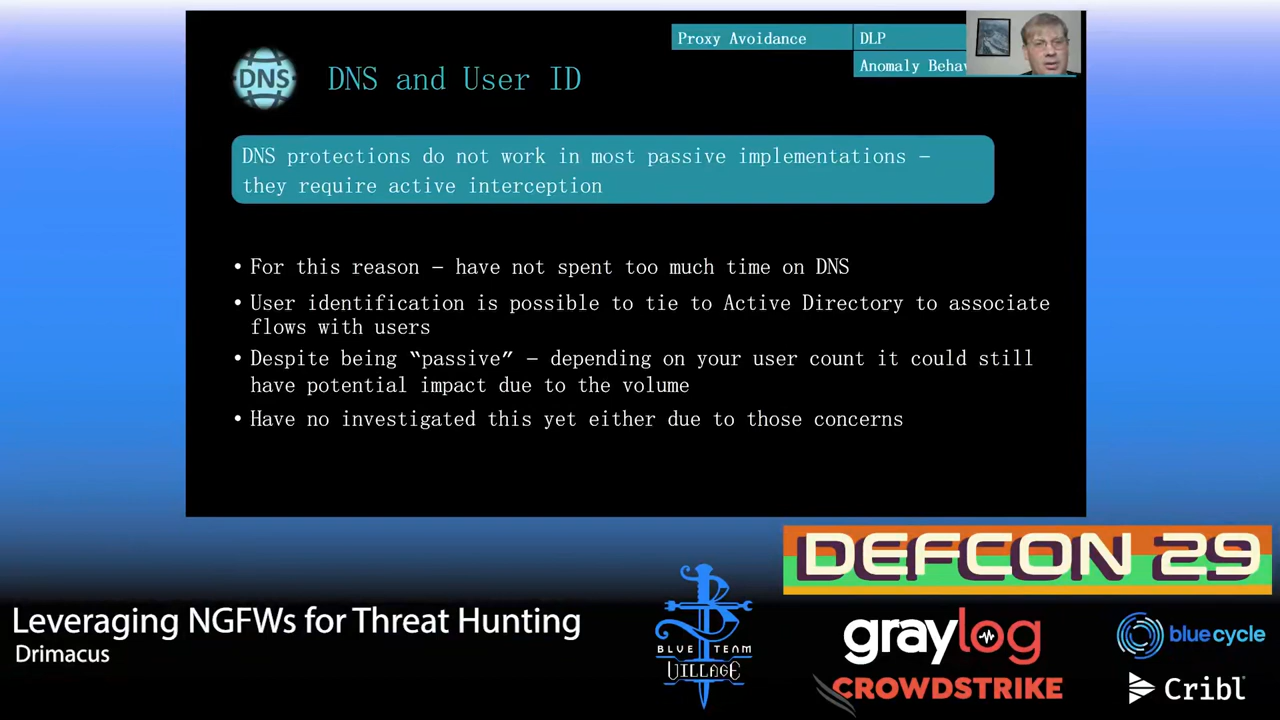 Proxy Avoidance
DLP
Anomaly Beha
DNS
DNS and User ID
DNS protections do not work in most passive implementations –
they require active interception
• For this reason – have not spent too much time on DNS
• User identification is possible to tie to Active Directory to associate
flows with users
• Despite being “passive” – depending on your user count it could still
have potential impact due to the volume
• Have no investigated this yet either due to those concerns
DEFCON 29
Leveraging NGFWs for Threat Hunting
Drimacus
BLUE TEAM
VILLAGE
graylog
blue cycle
CROWDSTRIKE
Cribl